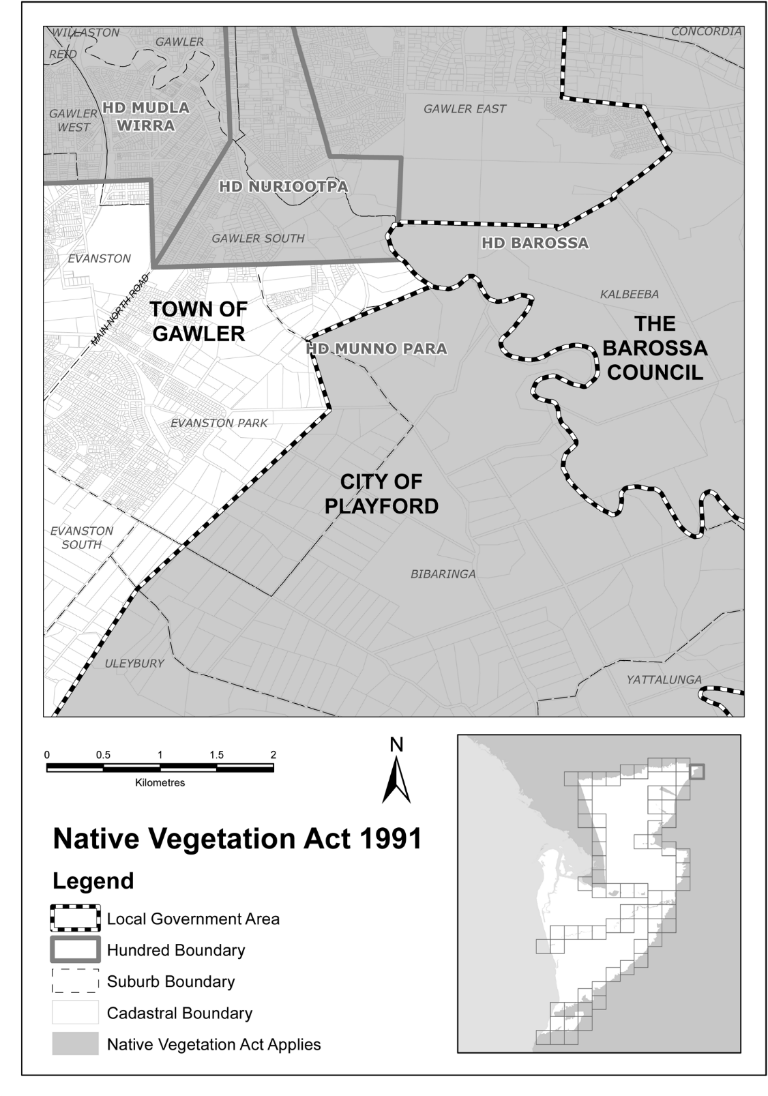 WILLASTON
GAWLER
CONCORDIA
REID
GAWLER
WEST
HD MUDLA
WIRRA
GAWLER EAST
HD NURIOOTPA
GAWLER SOUTH
HD BAROSSA
EVANSTON
KALBEEBA
MAIN NORTH ROAD
TOWN OF
GAWLER
THE
BAROSSA
COUNCIL
HD MUNNO PARA
EVANSTON PARK
CITY OF
PLAYFORD
EVANSTON
SOUTH
BIBARINGA
ULEYBURY
YATTALUNGA
0 0.5 1 1.5 2
Kilometres
N
Native Vegetation Act 1991
Legend
Local Government Area
Hundred Boundary
Suburb Boundary
Cadastral Boundary
Native Vegetation Act Applies